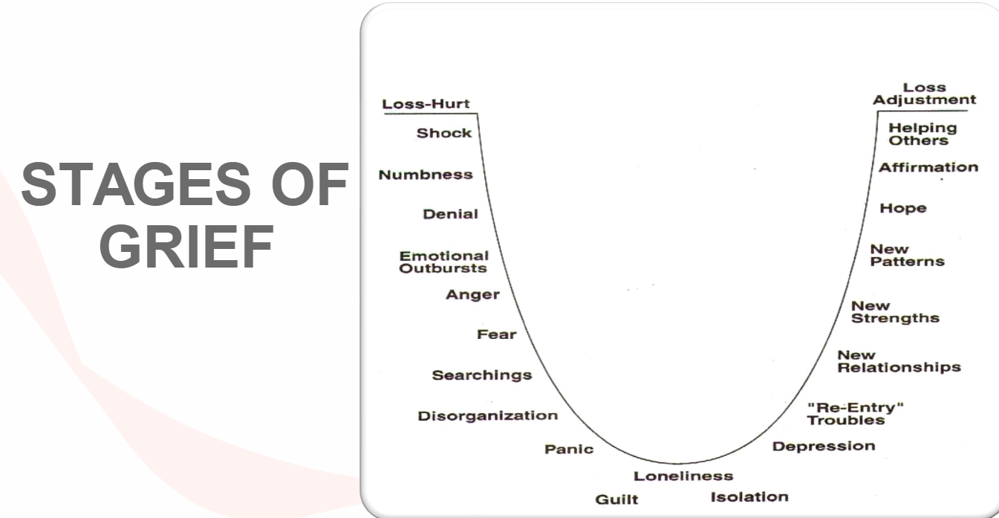 STAGES OF
GRIEF
Loss-Hurt
Shock
Numbness
Denial
Emotional
Outbursts
Anger
Fear
Searchings
Disorganization
Panic
Guilt
Loneliness
Isolation
Depression
"Re-Entry"
Troubles
New
Relationships
New
Strengths
New
Patterns
Hope
Affirmation
Helping
Others
Loss
Adjustment